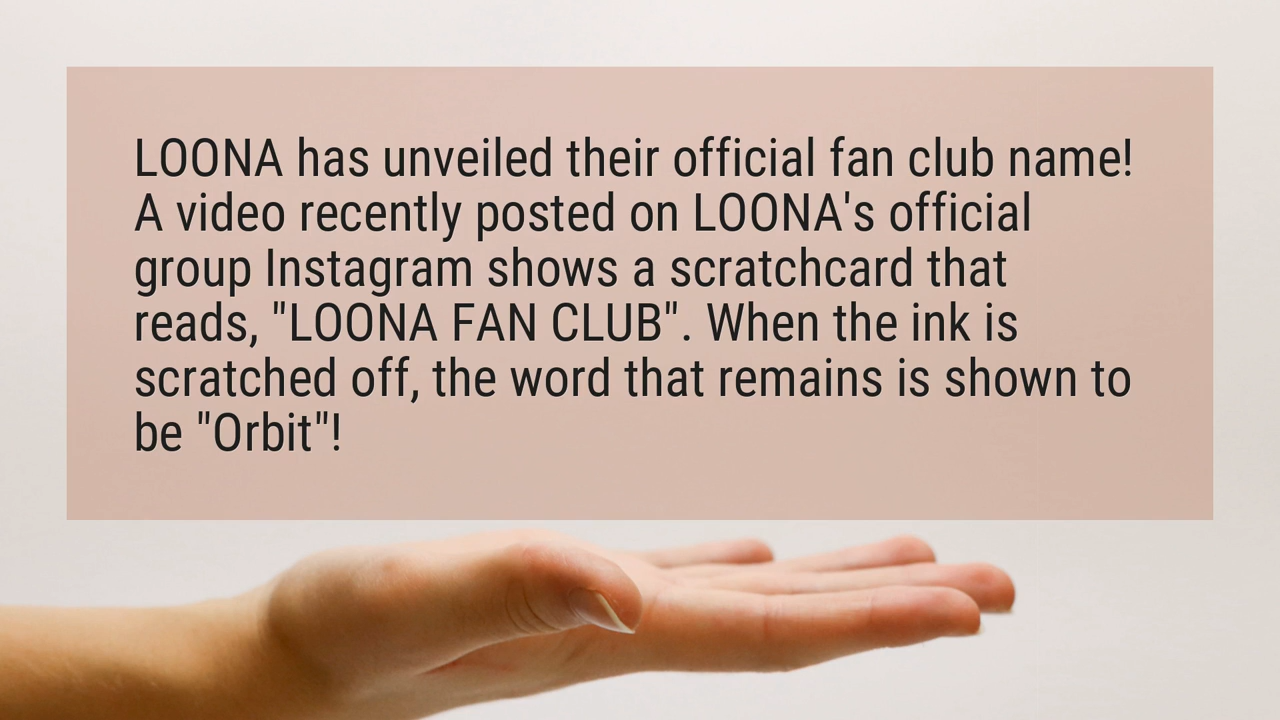 LOONA has unveiled their official fan club name!
A video recently posted on LOONA's official
group Instagram shows a scratchcard that
reads, "LOONA FAN CLUB". When the ink is
scratched off, the word that remains is shown to
be "Orbit"!